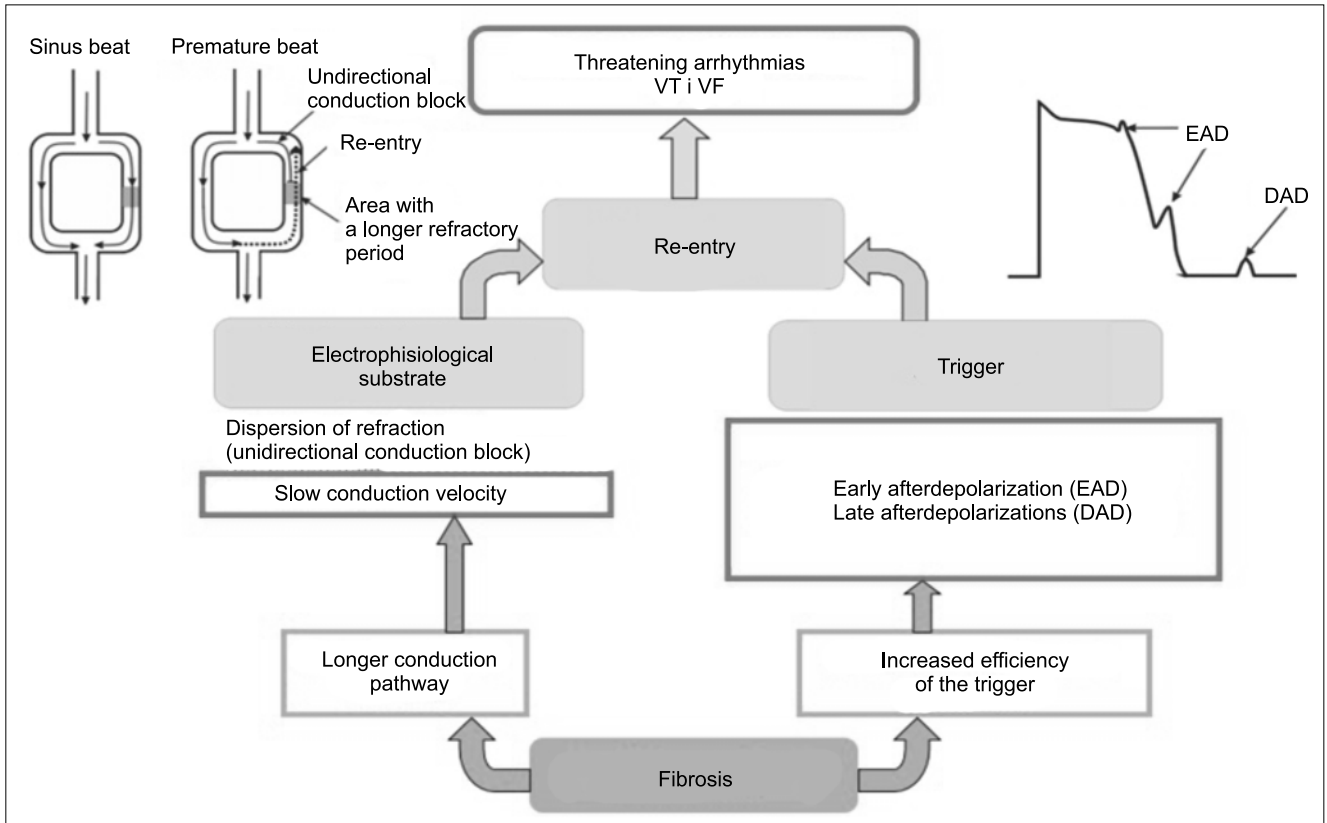 Sinus beat
Premature beat
Undirectional
conduction block
Re-entry
Area with
a longer refractory
period
Threatening arrhythmias
VT i VF
EAD
DAD
Re-entry
Electrophisiological
substrate
Trigger
Dispersion of refraction
(unidirectional conduction block)
Slow conduction velocity
Early afterdepolarization (EAD)
Late afterdepolarizations (DAD)
Longer conduction
pathway
Increased efficiency
of the trigger
Fibrosis